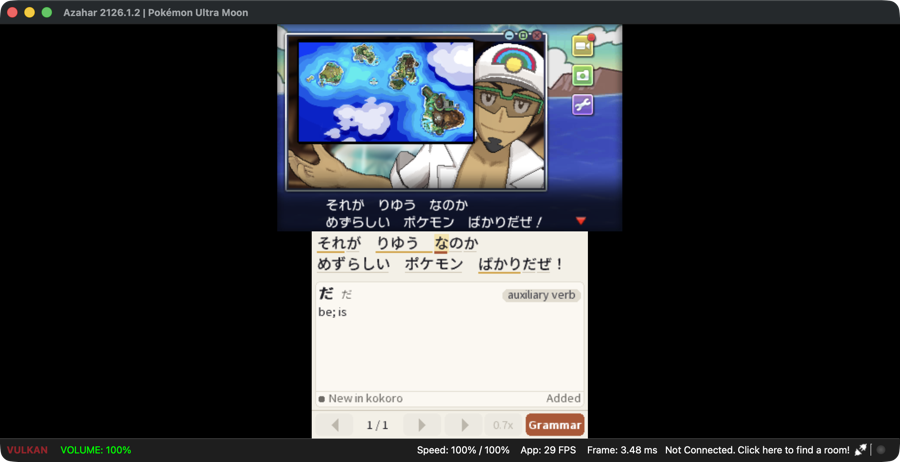 Azahar 2126.1.2 | Pokémon Ultra Moon
それが　りゆう　なのか
めずらしい　ポケモン　ばかりだぜ！
それが　りゆう　なのか
めずらしい　ポケモン　ばかりだぜ！
だ だ auxiliary verb
be; is
New in kokoro Added
1 / 1 0.7x Grammar
VULKAN VOLUME: 100% Speed: 100% / 100% App: 29 FPS Frame: 3.48 ms Not Connected. Click here to find a room!